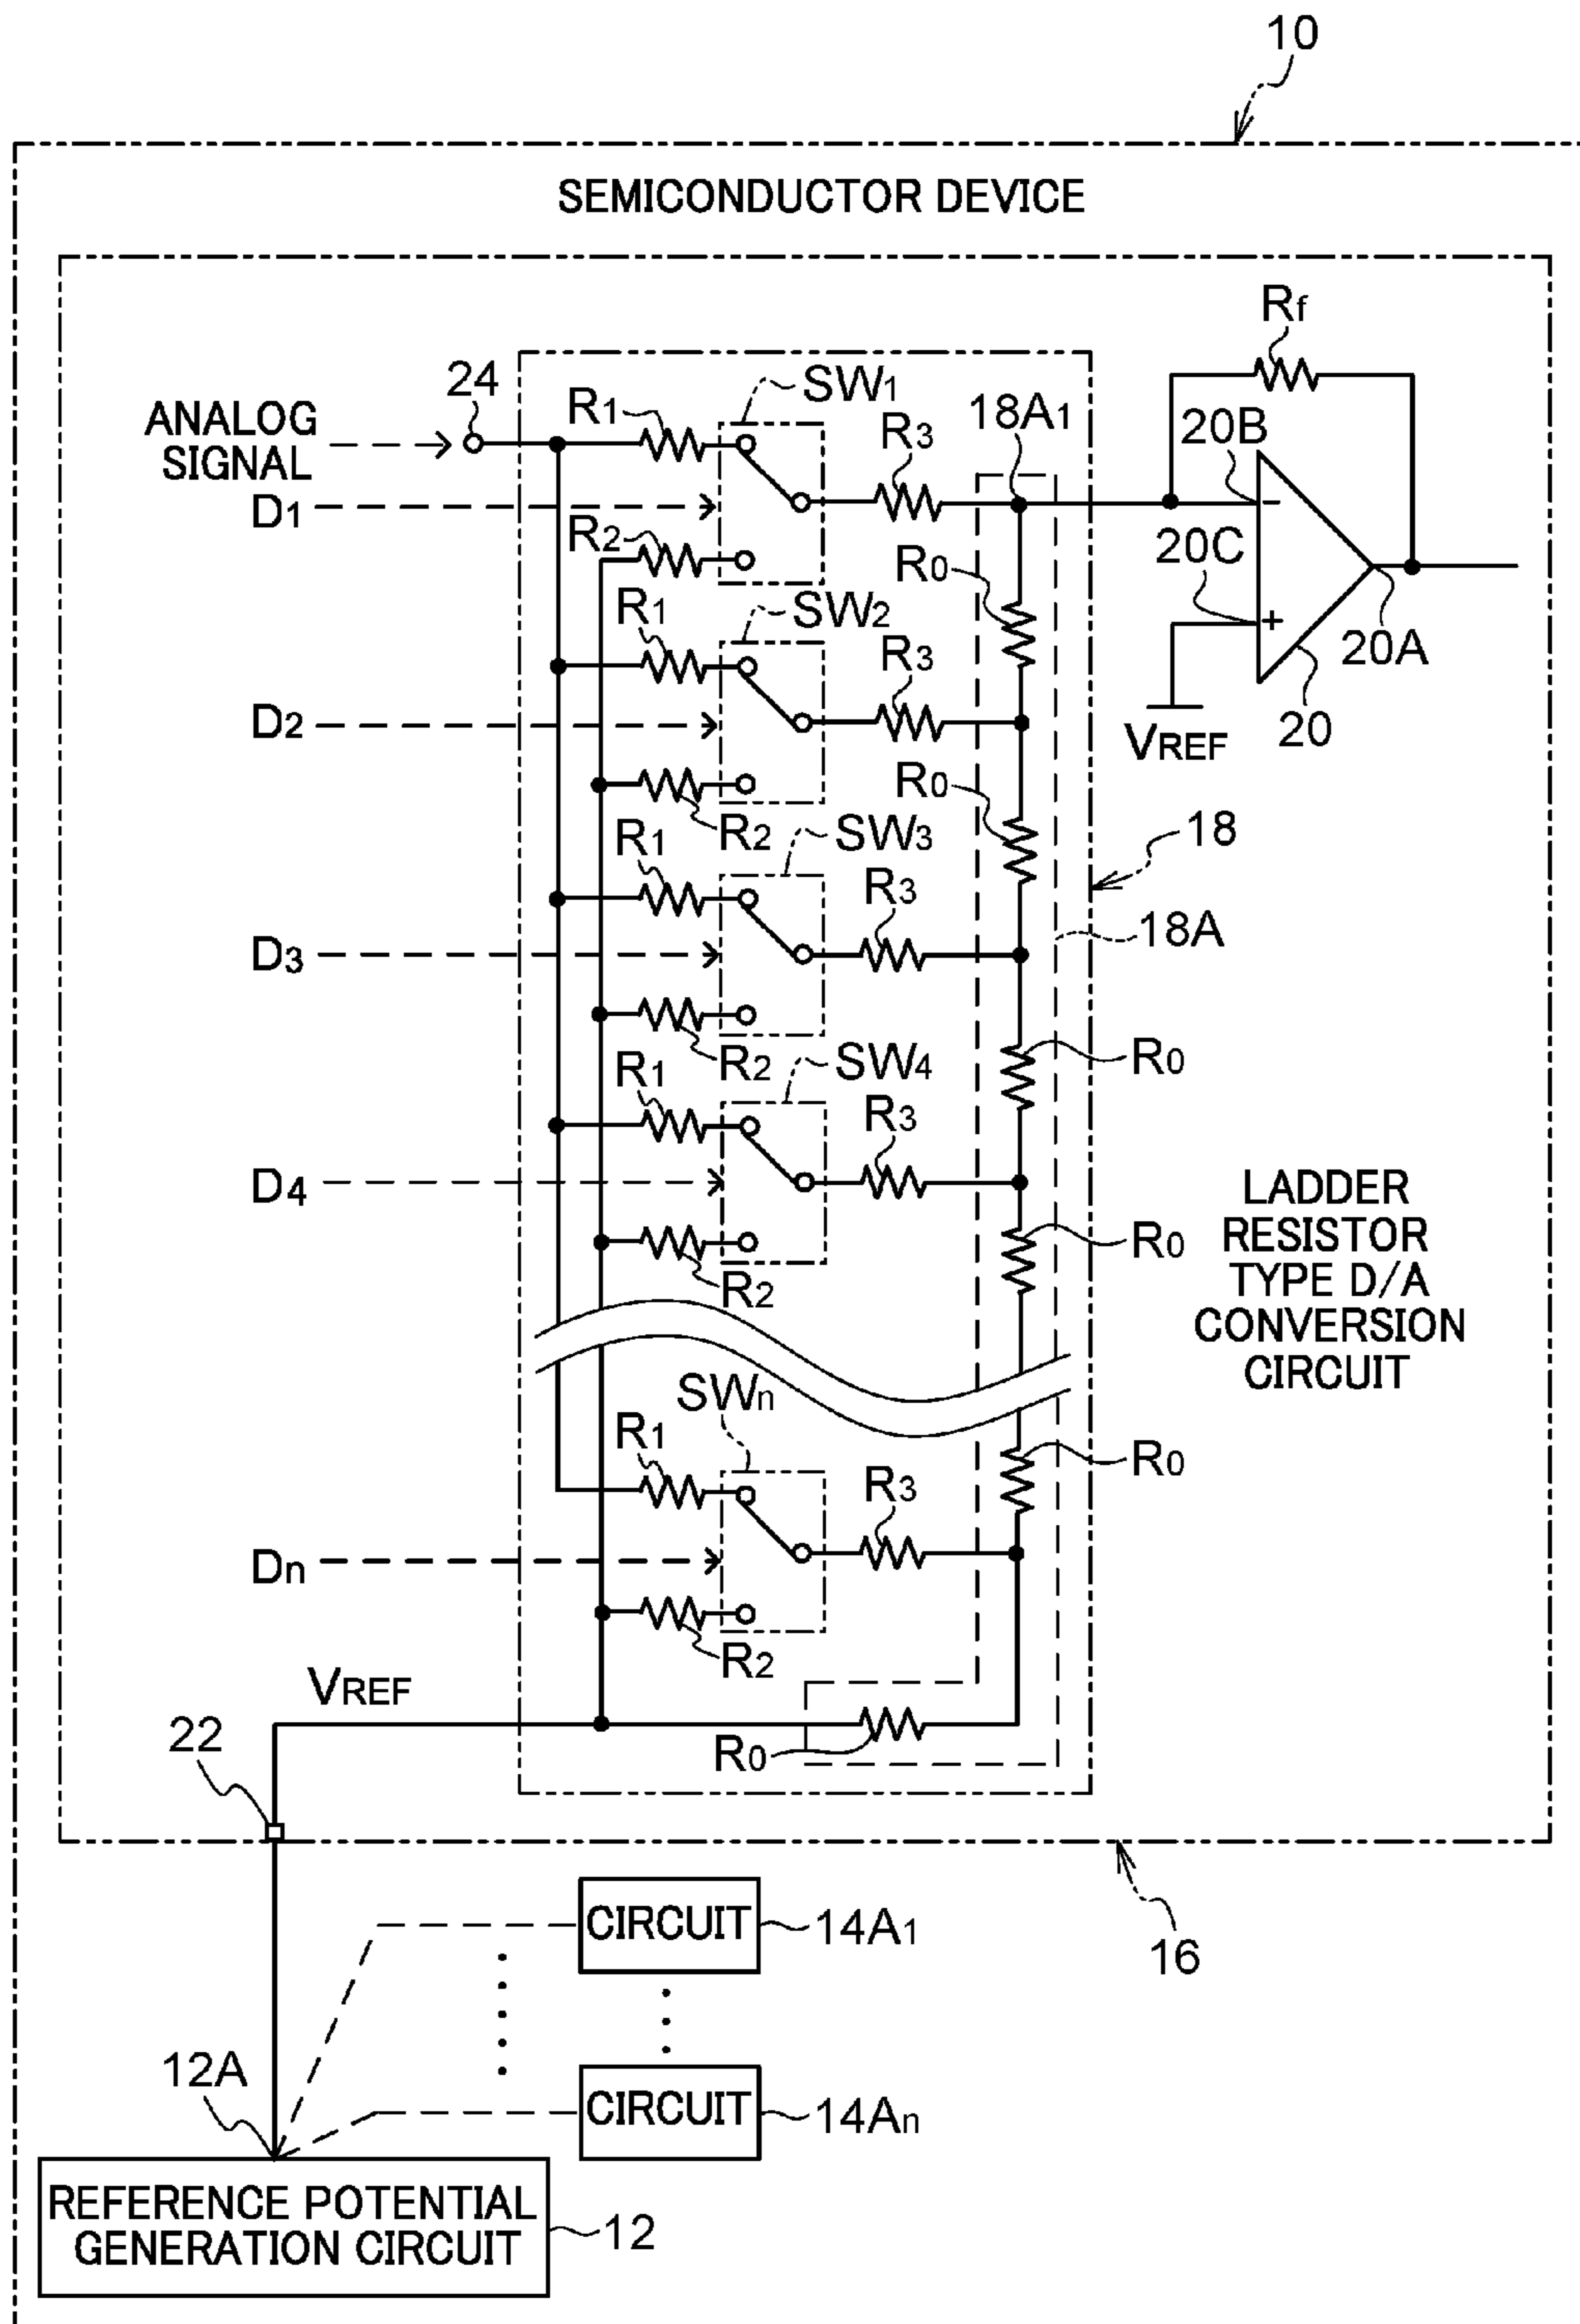 10
SEMICONDUCTOR DEVICE
Rf
24
SW1
R1
18A1
R3
20B
ANALOG
SIGNAL
D1
R2
R0
20C
R1
SW2
R3
20A
D2
20
VREF
R0
R2
SW3
R1
18
R3
18A
D3
R2
SW4
R0
R1
R3
D4
LADDER
RESISTOR
TYPE D/A
CONVERSION
CIRCUIT
R0
R2
SWn
R1
R0
R3
Dn
R2
VREF
22
R0
CIRCUIT
14A1
16
12A
CIRCUIT
14An
REFERENCE POTENTIAL
GENERATION CIRCUIT
12